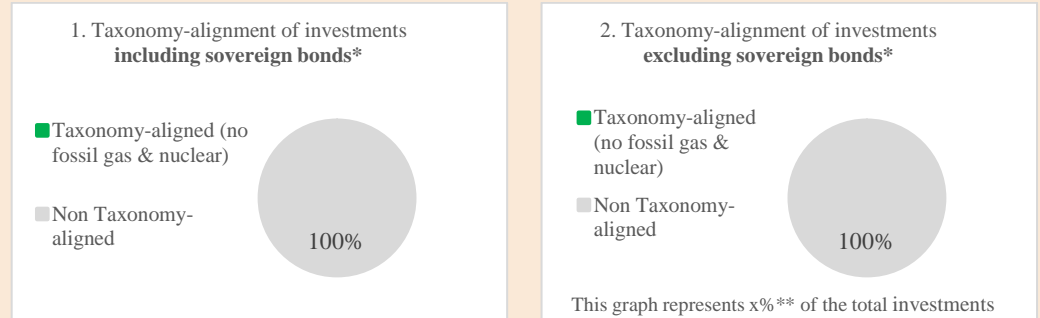 1. Taxonomy-alignment of investments
including sovereign bonds*
Taxonomy-aligned (no
fossil gas & nuclear)
Non Taxonomy-
aligned
100%
2. Taxonomy-alignment of investments
excluding sovereign bonds*
Taxonomy-aligned
(no fossil gas &
nuclear)
Non Taxonomy-
aligned
100%
This graph represents x%** of the total investments